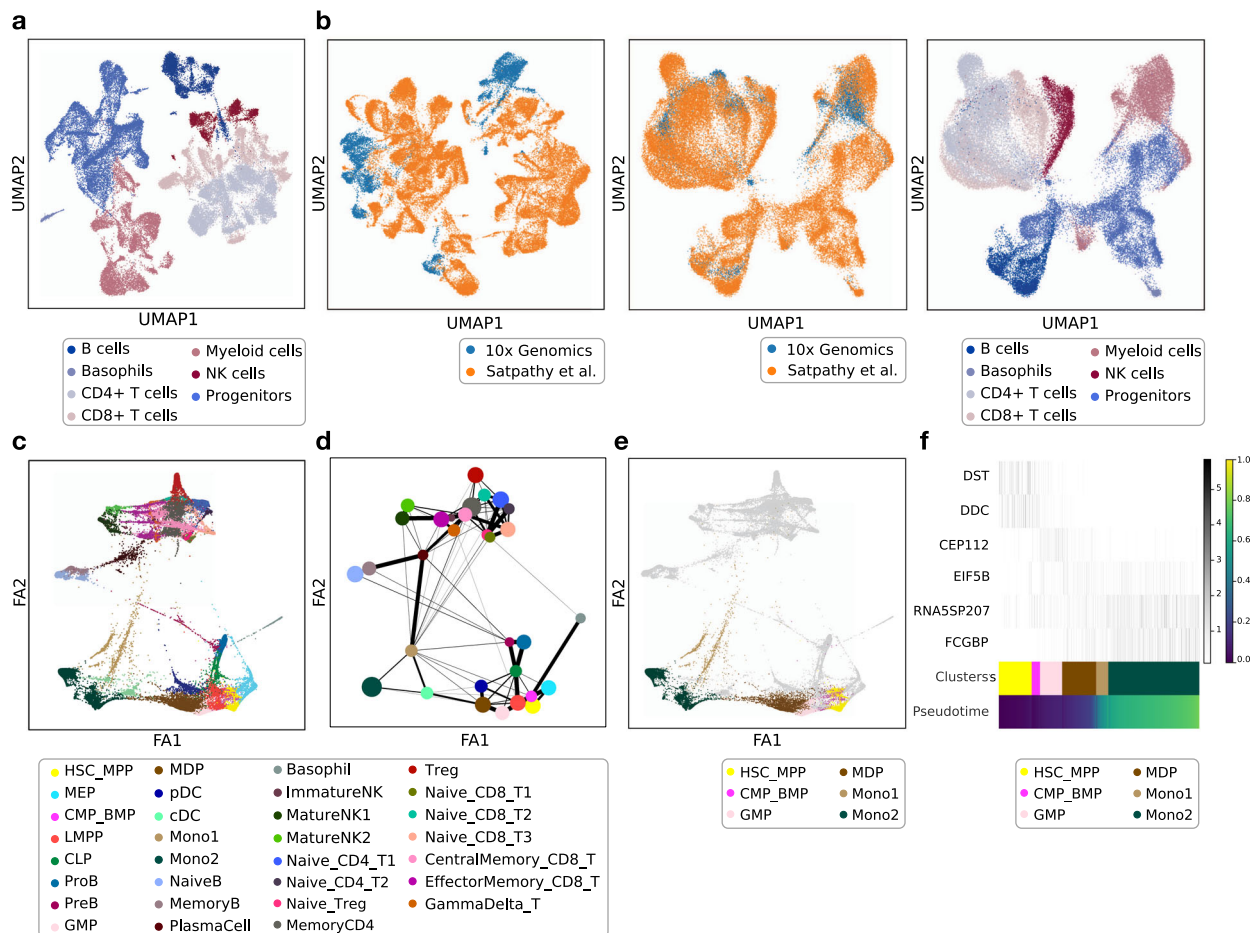 a
b
UMAP2
UMAP1
B cells
Basophils
CD4+ T cells
CD8+ T cells
Myeloid cells
NK cells
Progenitors
UMAP2
UMAP1
10x Genomics
Satpathy et al.
UMAP2
UMAP1
10x Genomics
Satpathy et al.
UMAP2
UMAP1
B cells
Basophils
CD4+ T cells
CD8+ T cells
Myeloid cells
NK cells
Progenitors
c
d
e
f
FA2
FA1
FA2
FA1
FA2
FA1
DST
DDC
CEP112
EIF5B
RNA5SP207
FCGBP
Clusterss
Pseudotime
5
4
3
2
1
0
1.0
0.8
0.6
0.4
0.2
0.0
HSC_MPP
MEP
CMP_BMP
LMPP
CLP
ProB
PreB
GMP
MDP
pDC
cDC
Mono1
Mono2
NaiveB
MemoryB
PlasmaCell
Basophil
ImmatureNK
MatureNK1
MatureNK2
Naive_CD4_T1
Naive_CD4_T2
Naive_Treg
MemoryCD4
Treg
Naive_CD8_T1
Naive_CD8_T2
Naive_CD8_T3
CentralMemory_CD8_T
EffectorMemory_CD8_T
GammaDelta_T
HSC_MPP
CMP_BMP
GMP
MDP
Mono1
Mono2
HSC_MPP
CMP_BMP
GMP
MDP
Mono1
Mono2